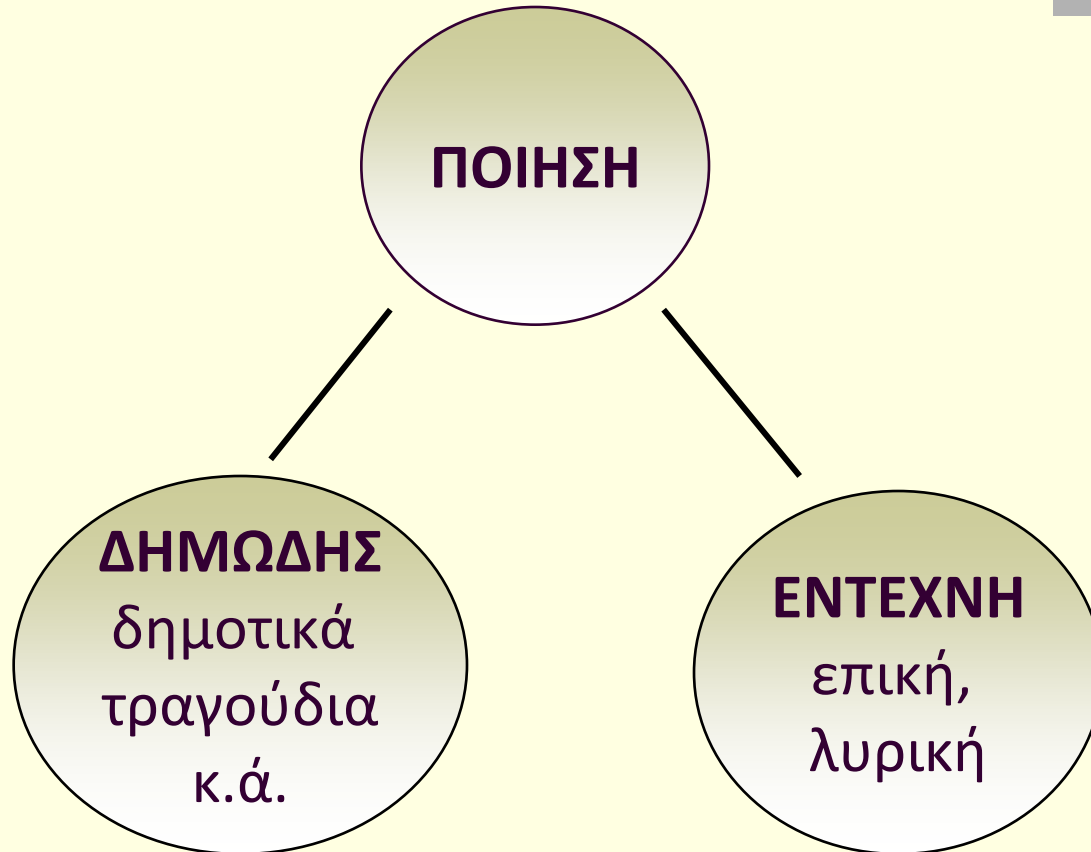 ΠΟΙΗΣΗ
ΔΗΜΩΔΗΣ
δημοτικά
τραγούδια
κ.ά.
ΕΝΤΕΧΝΗ
επική,
λυρική